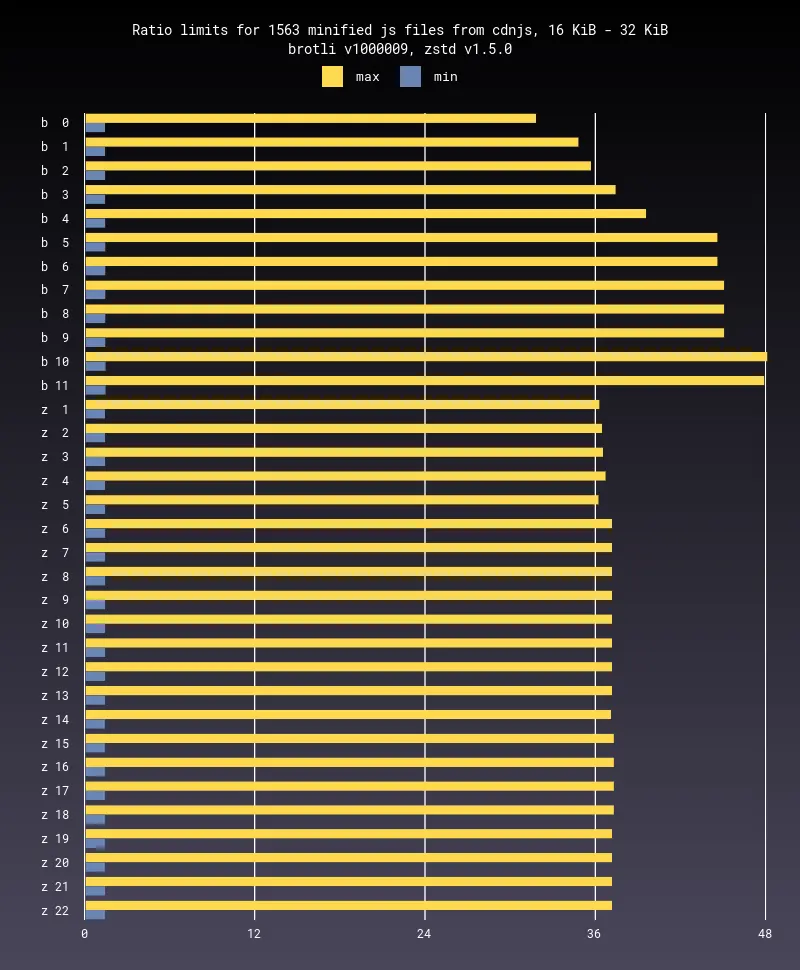 Ratio limits for 1563 minified js files from cdnjs, 16 KiB - 32 KiB
brotli v1000009, zstd v1.5.0
max min
b 0
b 1
b 2
b 3
b 4
b 5
b 6
b 7
b 8
b 9
b 10
b 11
z 1
z 2
z 3
z 4
z 5
z 6
z 7
z 8
z 9
z 10
z 11
z 12
z 13
z 14
z 15
z 16
z 17
z 18
z 19
z 20
z 21
z 22
0 12 24 36 48